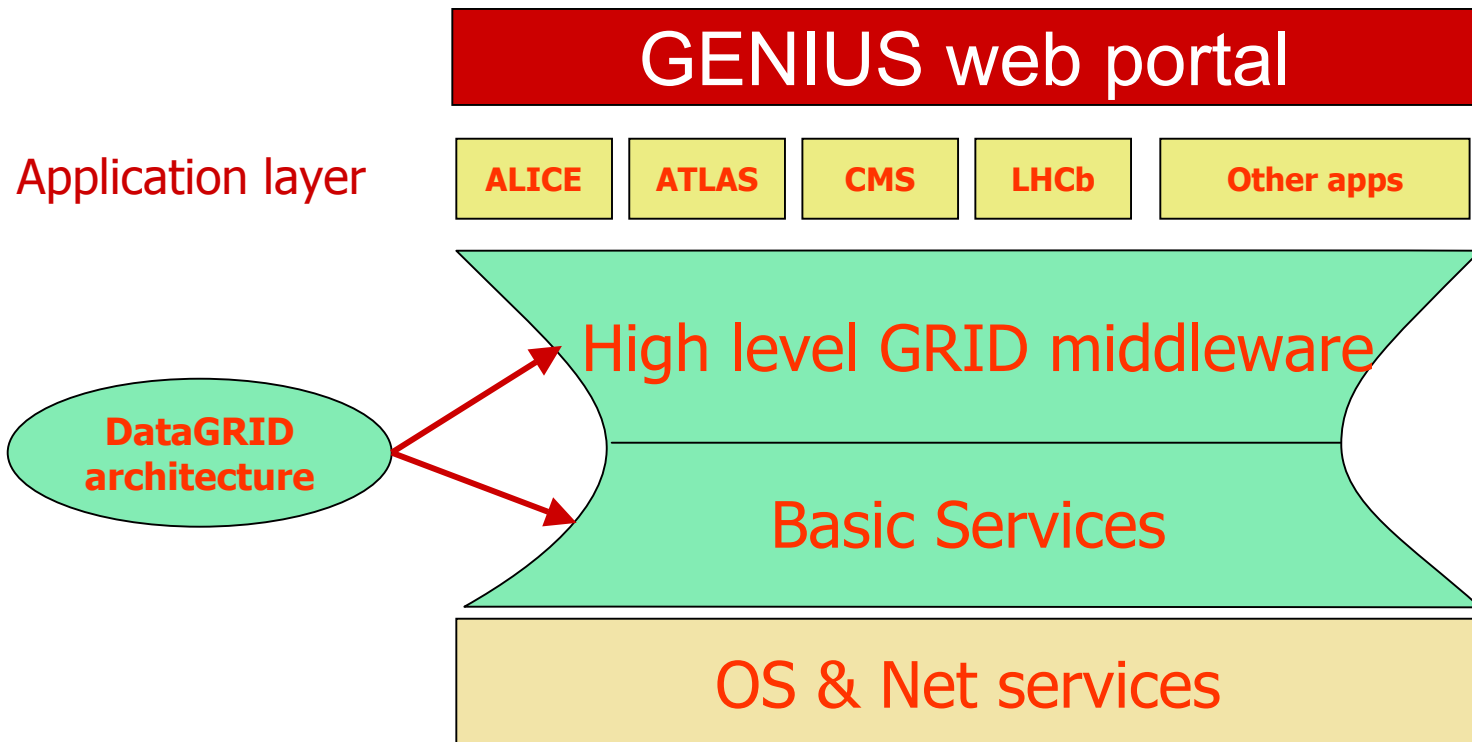 GENIUS web portal
Application layer
ALICE
ATLAS
CMS
LHCb
Other apps
High level GRID middleware
DataGRID
architecture
Basic Services
OS & Net services